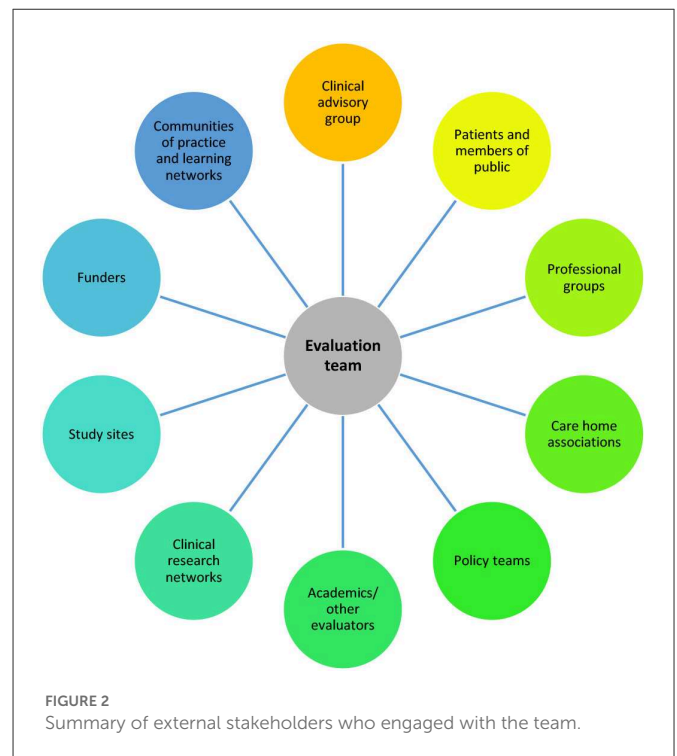 Clinical
advisory
group
Patients and
members of
public
Professional
groups
Care home
associations
Policy teams
Academics/
other
evaluators
Clinical
research
networks
Study sites
Funders
Communities
of practice
and learning
networks
Evaluation
team
FIGURE 2
Summary of external stakeholders who engaged with the team.